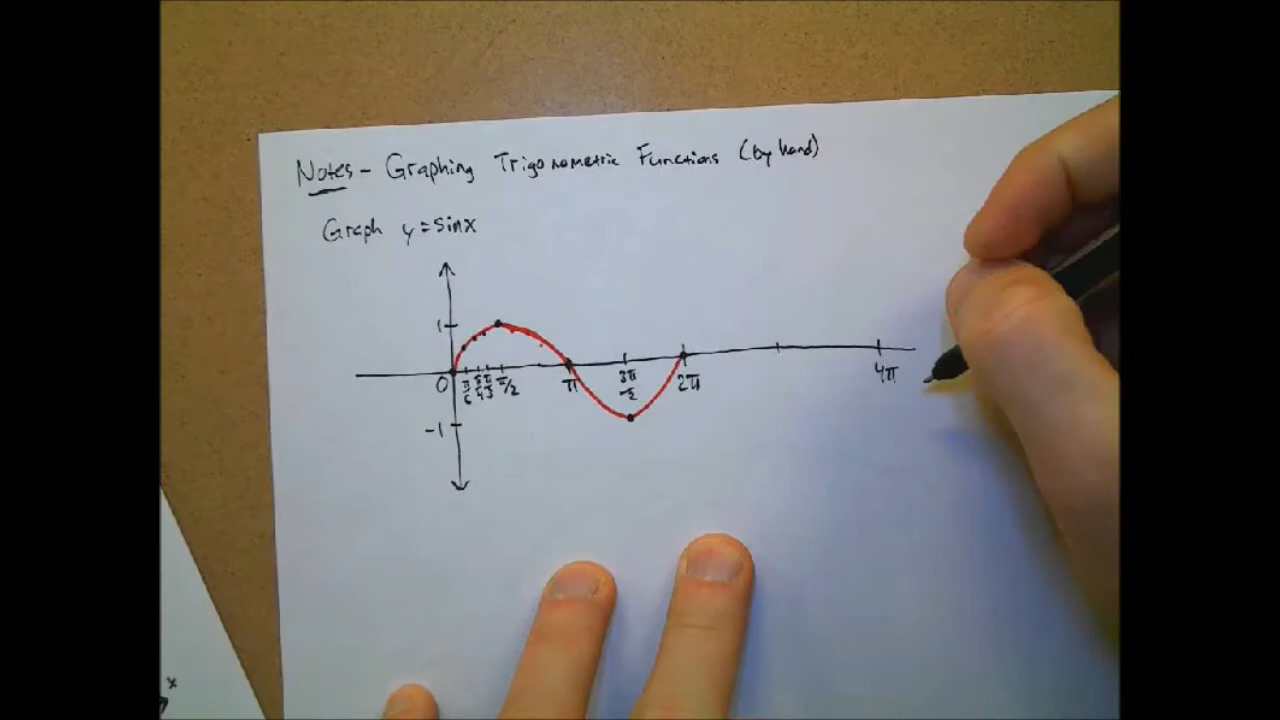 Notes - Graphing Trigonometric Functions (by hand)
Graph y=sinx
1
0
π/6 π/4 π/3 π/2 π 3π/2 2π 4π
-1
x